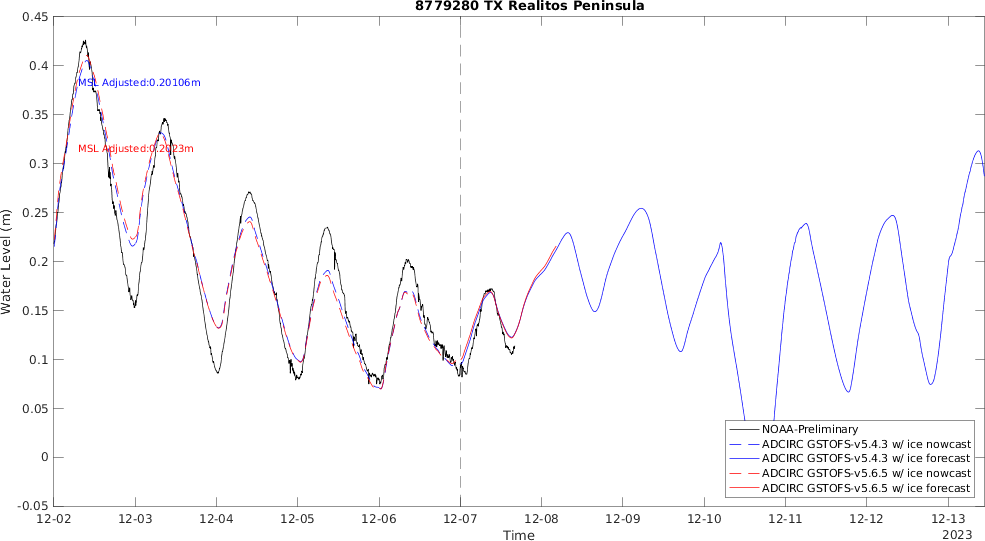 8779280 TX Realitos Peninsula
0.45
0.4
MSL Adjusted:0.20106m
0.35
MSL Adjusted:0.2023m
0.3
0.25
Water Level (m)
0.2
0.15
0.1
0.05
0
-0.05
NOAA-Preliminary
ADCIRC GSTOFS-v5.4.3 w/ ice nowcast
ADCIRC GSTOFS-v5.4.3 w/ ice forecast
ADCIRC GSTOFS-v5.6.5 w/ ice nowcast
ADCIRC GSTOFS-v5.6.5 w/ ice forecast
12-02 12-03 12-04 12-05 12-06 12-07 12-08 12-09 12-10 12-11 12-12 12-13
Time
2023